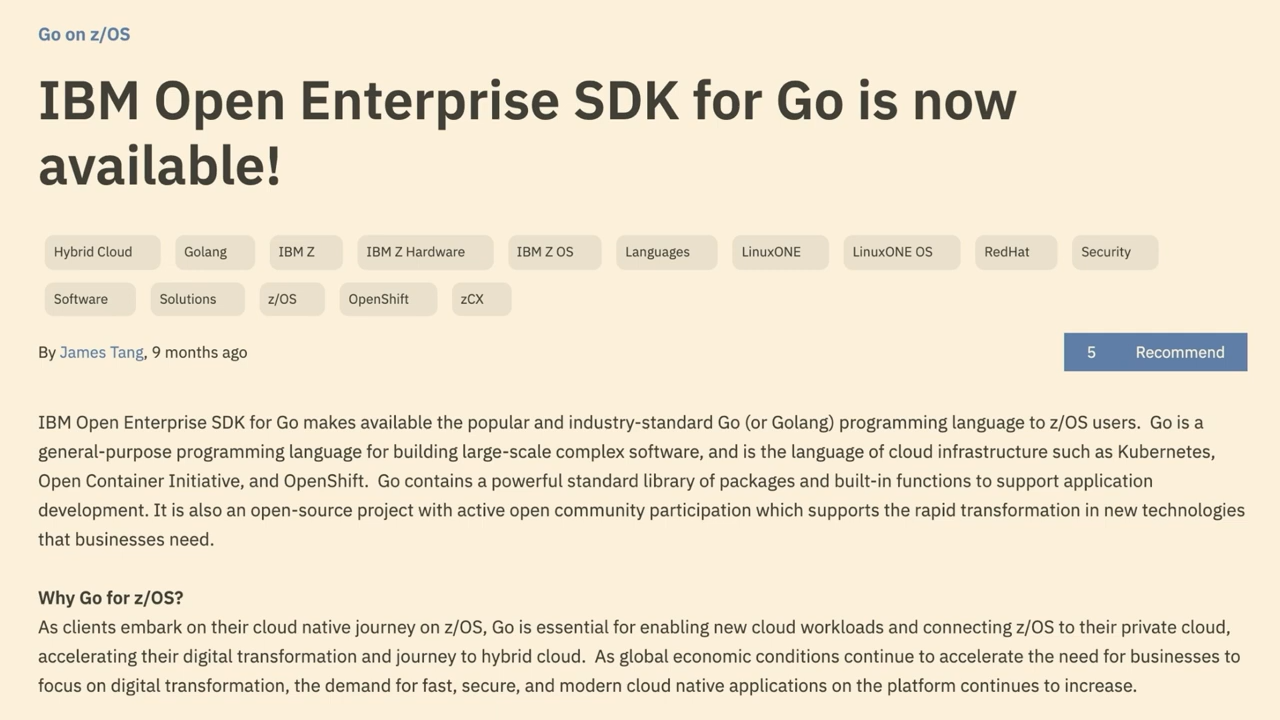 Go on z/OS
IBM Open Enterprise SDK for Go is now
available!
Hybrid Cloud Golang IBM Z IBM Z Hardware IBM Z OS Languages LinuxONE LinuxONE OS RedHat Security
Software Solutions z/OS OpenShift zCX
By James Tang, 9 months ago 5 Recommend
IBM Open Enterprise SDK for Go makes available the popular and industry-standard Go (or Golang) programming language to z/OS users. Go is a
general-purpose programming language for building large-scale complex software, and is the language of cloud infrastructure such as Kubernetes,
Open Container Initiative, and OpenShift. Go contains a powerful standard library of packages and built-in functions to support application
development. It is also an open-source project with active open community participation which supports the rapid transformation in new technologies
that businesses need.
Why Go for z/OS?
As clients embark on their cloud native journey on z/OS, Go is essential for enabling new cloud workloads and connecting z/OS to their private cloud,
accelerating their digital transformation and journey to hybrid cloud. As global economic conditions continue to accelerate the need for businesses to
focus on digital transformation, the demand for fast, secure, and modern cloud native applications on the platform continues to increase.